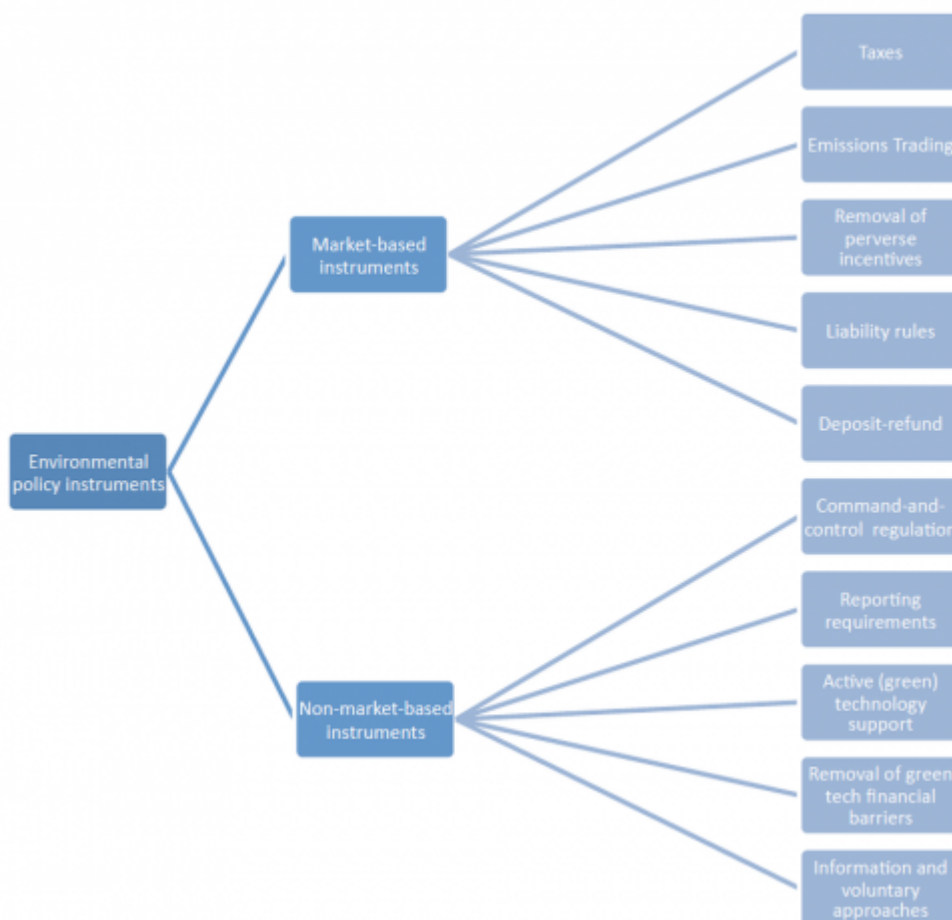 Taxes
Emissions Trading
Removal of
perverse
incentives
Market-based
instruments
Liability rules
Deposit-refund
Environmental
policy instruments
Command-and-
control regulation
Reporting
requirements
Non-market-based
instruments
Active (green)
technology
support
Removal of green
tech financial
barriers
Information and
voluntary
approaches